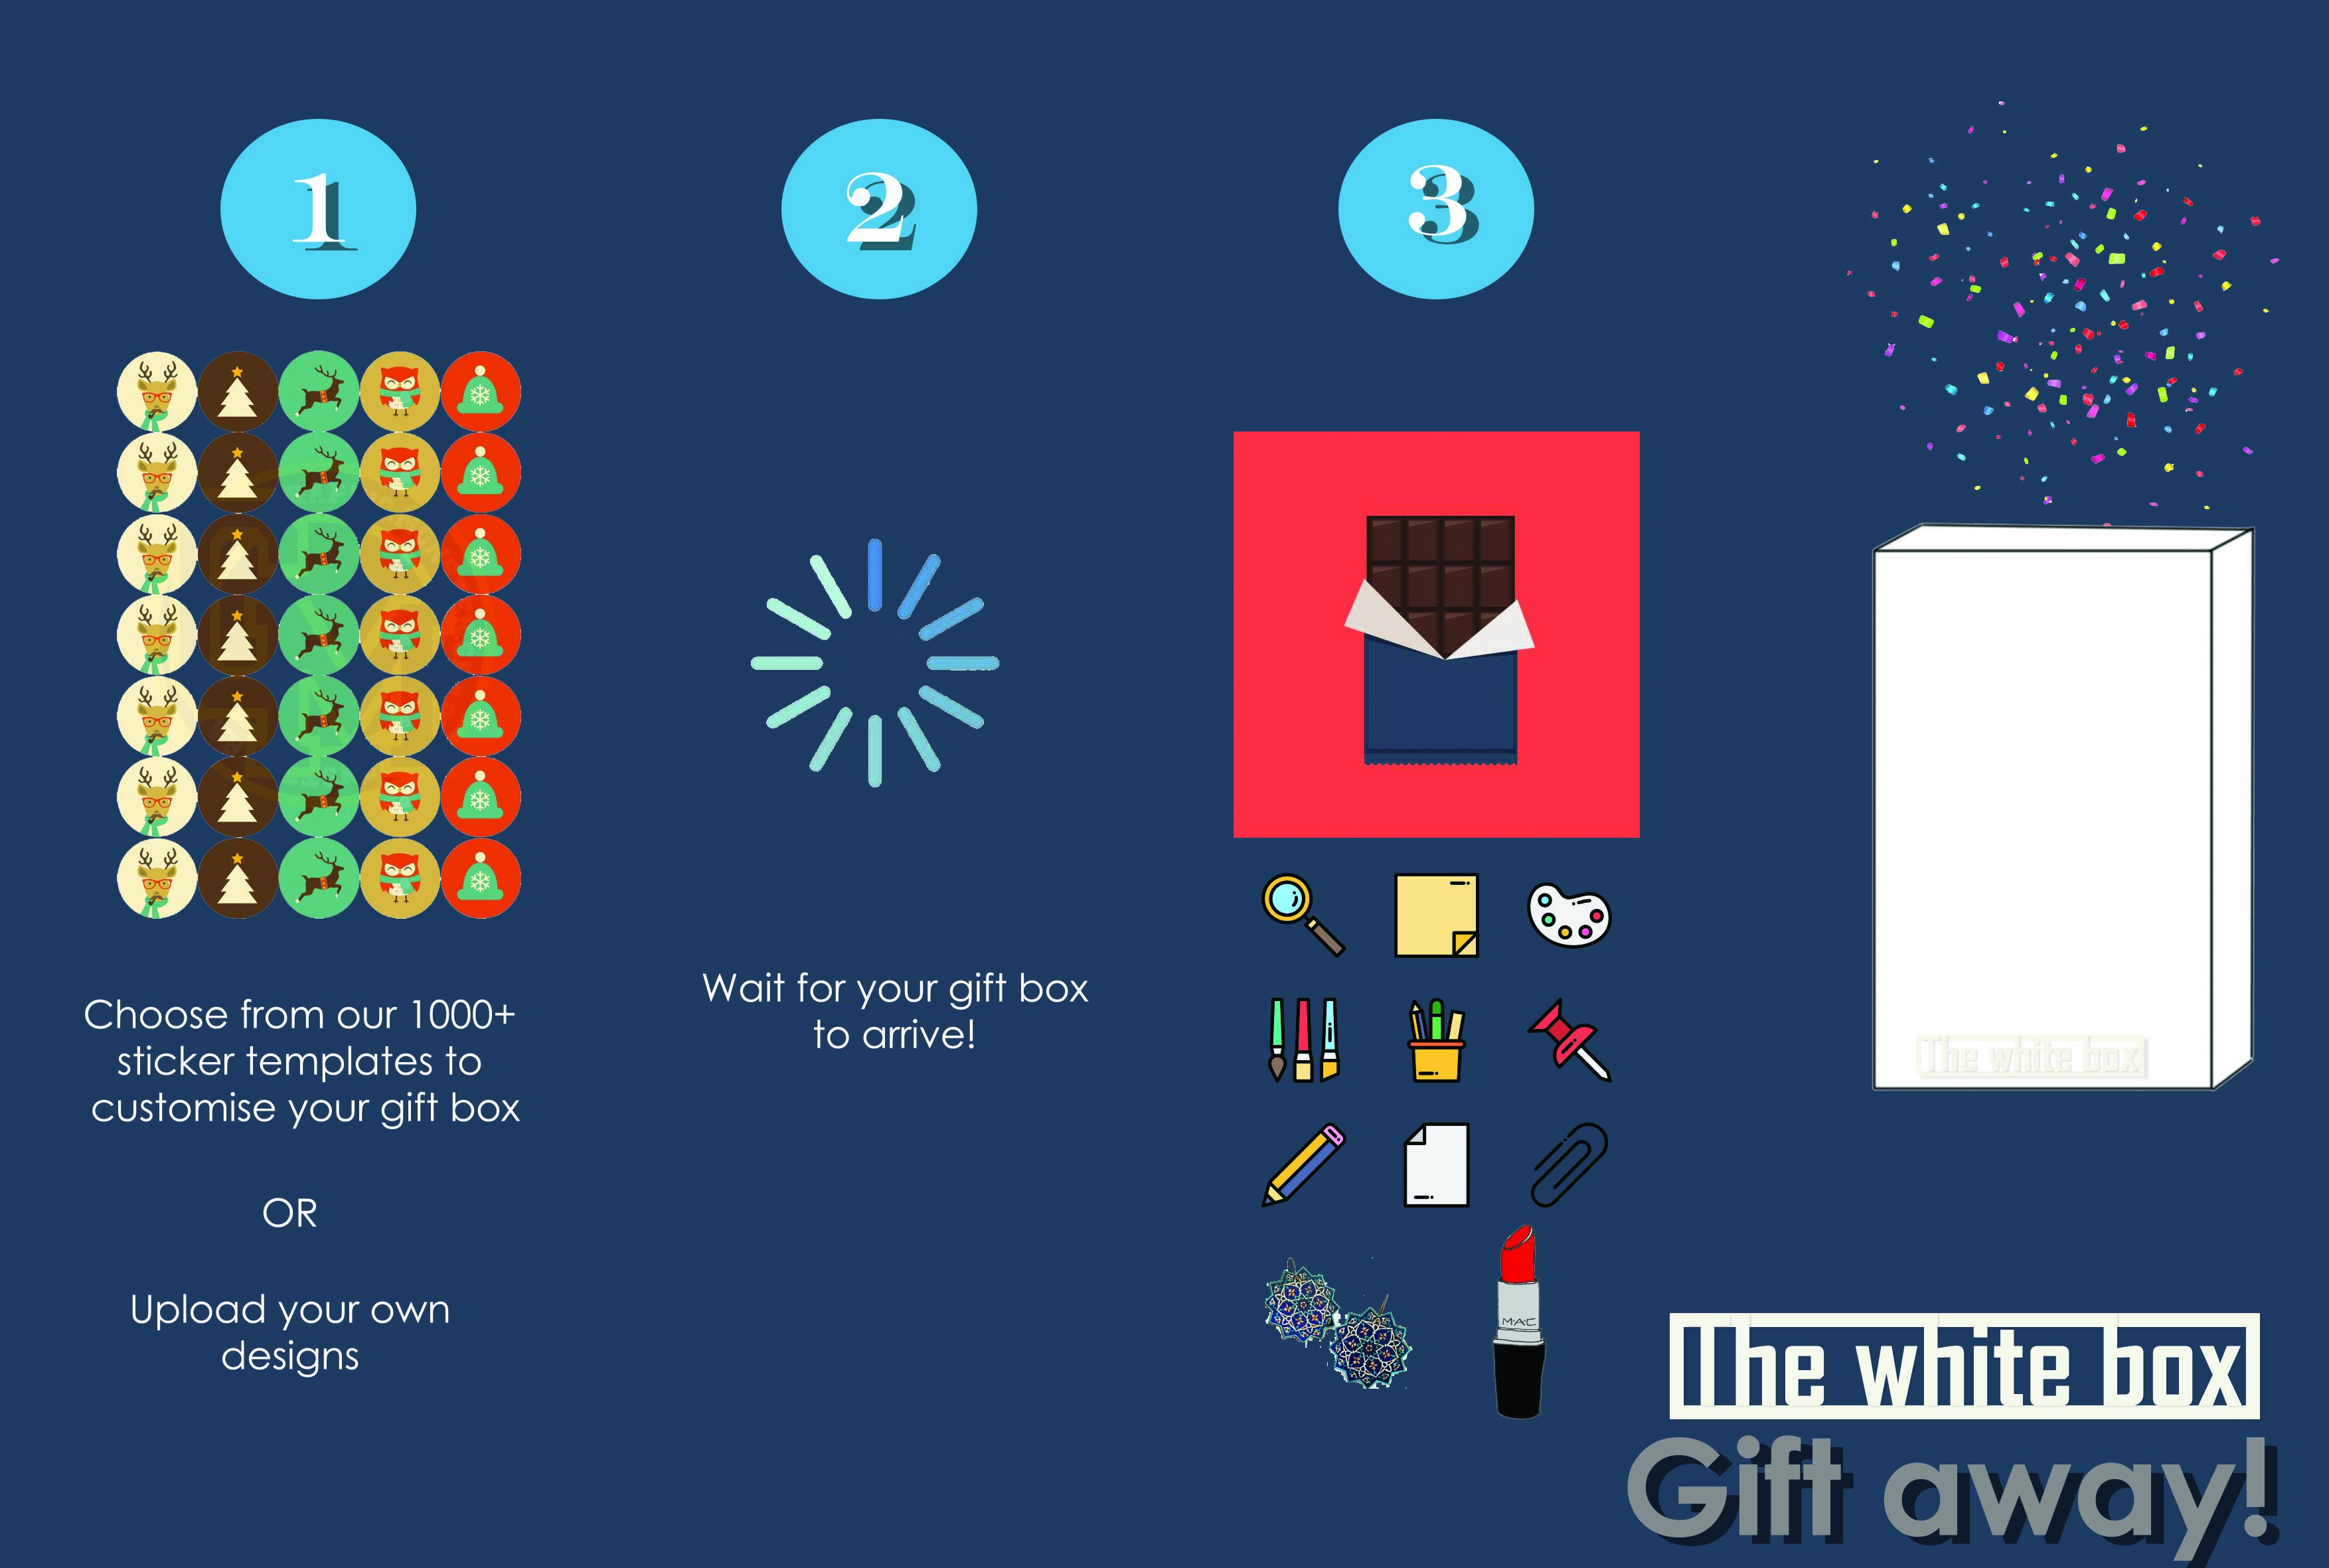 1
2
3
Choose from our 1000+
sticker templates to
customise your gift box
OR
Upload your own
designs
Wait for your gift box
to arrive!
M·A·C
The white box
The white box
Gift away!